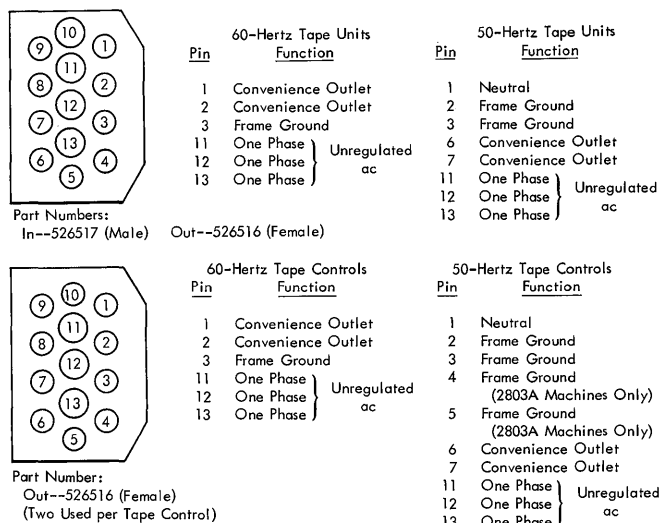 60-Hertz Tape Units
Pin Function
1 Convenience Outlet
2 Convenience Outlet
3 Frame Ground
11 One Phase
12 One Phase
13 One Phase
Unregulated
ac
50-Hertz Tape Units
Pin Function
1 Neutral
2 Frame Ground
3 Frame Ground
6 Convenience Outlet
7 Convenience Outlet
11 One Phase
12 One Phase
13 One Phase
Unregulated
ac
10
9
1
11
8
2
12
7
3
13
6
4
5
Part Numbers:
In--526517 (Male) Out--526516 (Female)
60-Hertz Tape Controls
Pin Function
1 Convenience Outlet
2 Convenience Outlet
3 Frame Ground
11 One Phase
12 One Phase
13 One Phase
Unregulated
ac
50-Hertz Tape Controls
Pin Function
1 Neutral
2 Frame Ground
3 Frame Ground
4 Frame Ground
(2803A Machines Only)
5 Frame Ground
(2803A Machines Only)
6 Convenience Outlet
7 Convenience Outlet
11 One Phase
12 One Phase
13 One Phase
Unregulated
ac
10
9
1
11
8
2
12
7
3
13
6
4
5
Part Number:
Out--526516 (Female)
(Two Used per Tape Control)